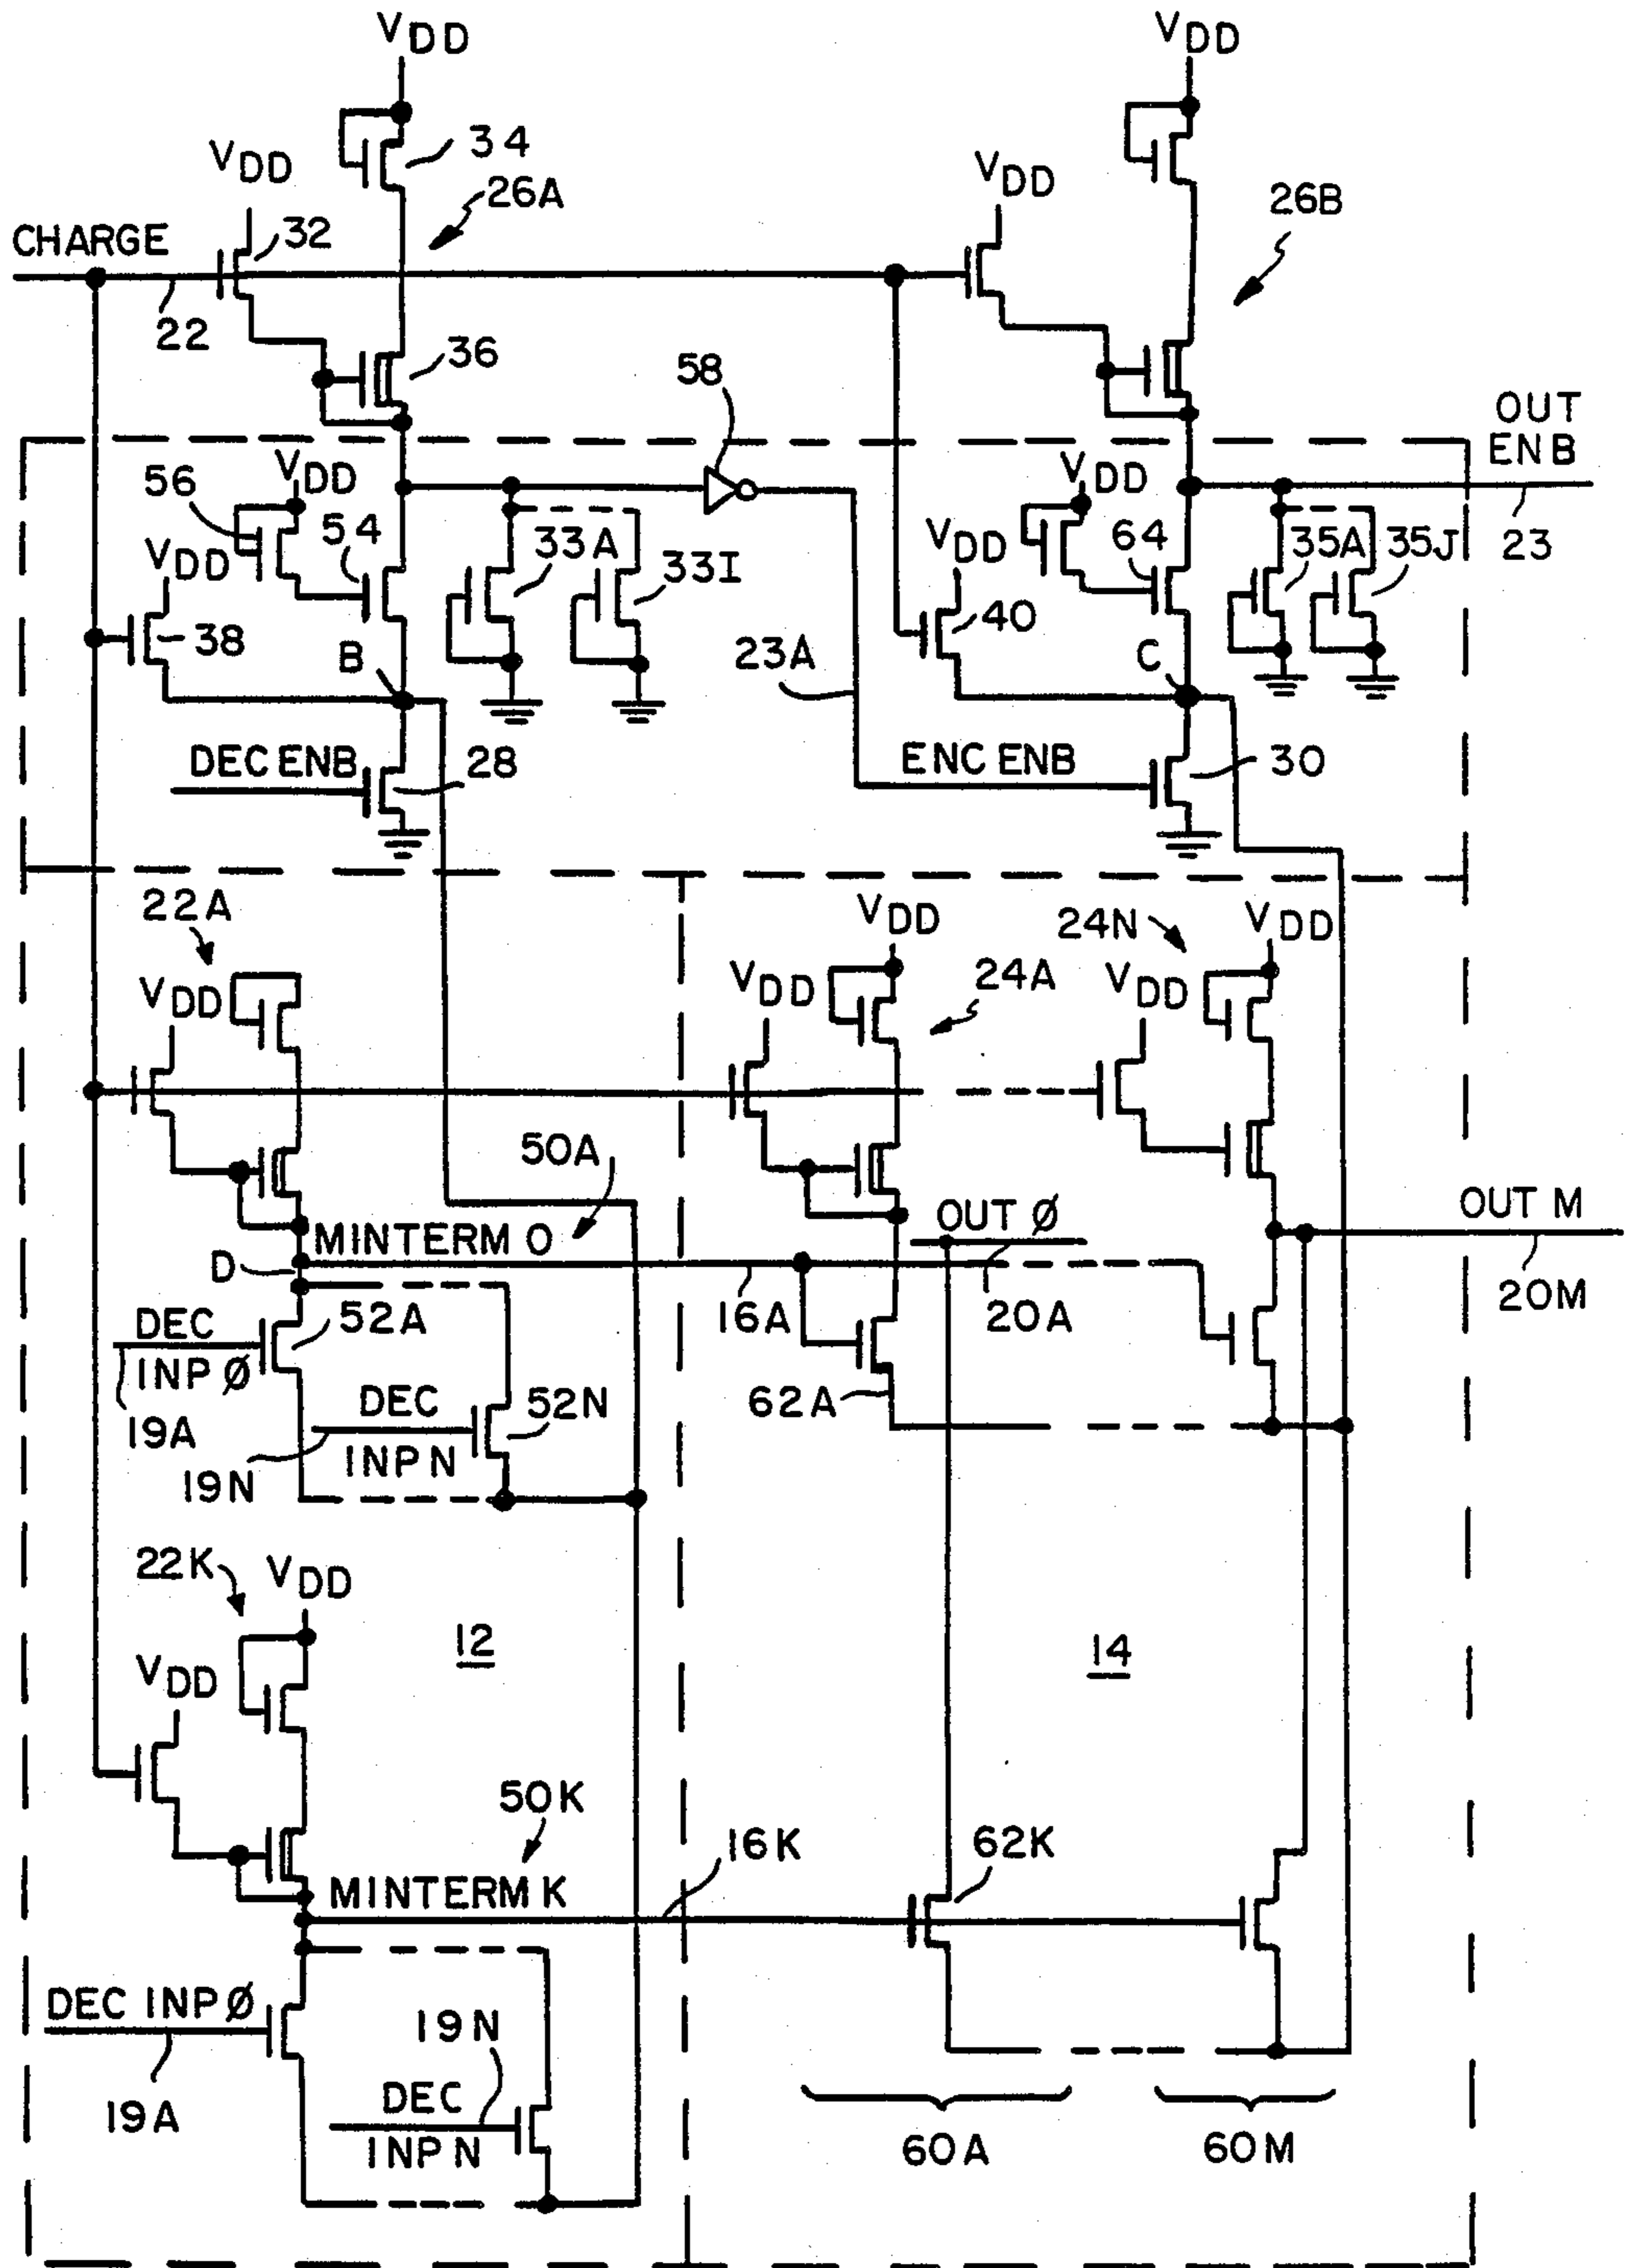 VDD
VDD
34
VDD
26A
VDD
26B
CHARGE
32
22
36
58
OUT
ENB
56
VDD
54
VDD
33A
33I
VDD
VDD
64
35A
35J
23
38
40
B
23A
C
DEC ENB
28
ENC ENB
30
22A
VDD
24N
VDD
VDD
VDD
24A
VDD
50A
MINTERM O
OUT Ø
OUT M
D
16A
20A
20M
DEC
INP Ø
52A
19A
DEC
INP N
52N
19N
62A
22K
VDD
12
14
VDD
50K
MINTERM K
16K
62K
DEC INP Ø
19A
19N
DEC
INP N
60A
60M